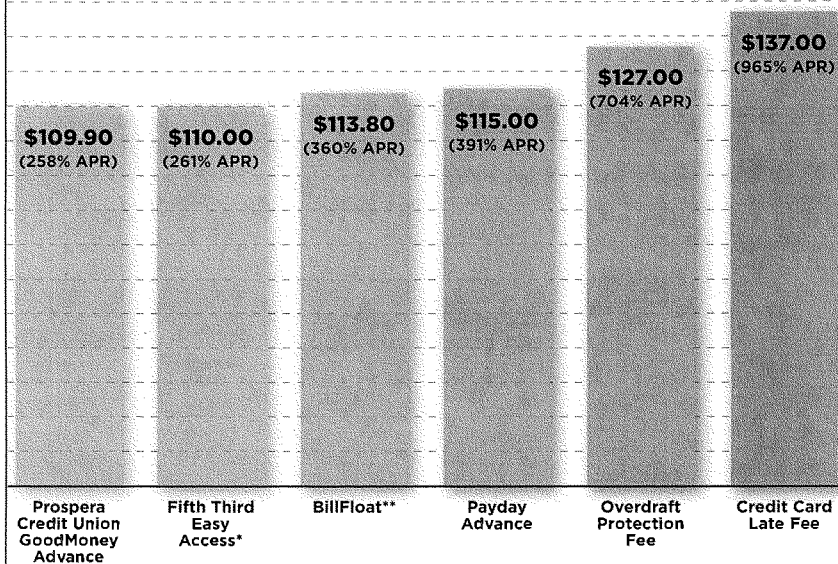 $109.90
(258% APR)
$110.00
(261% APR)
$113.80
(360% APR)
$115.00
(391% APR)
$127.00
(704% APR)
$137.00
(965% APR)
Prospera
Credit Union
GoodMoney
Advance
Fifth Third
Easy
Access*
BillFloat**
Payday
Advance
Overdraft
Protection
Fee
Credit Card
Late Fee